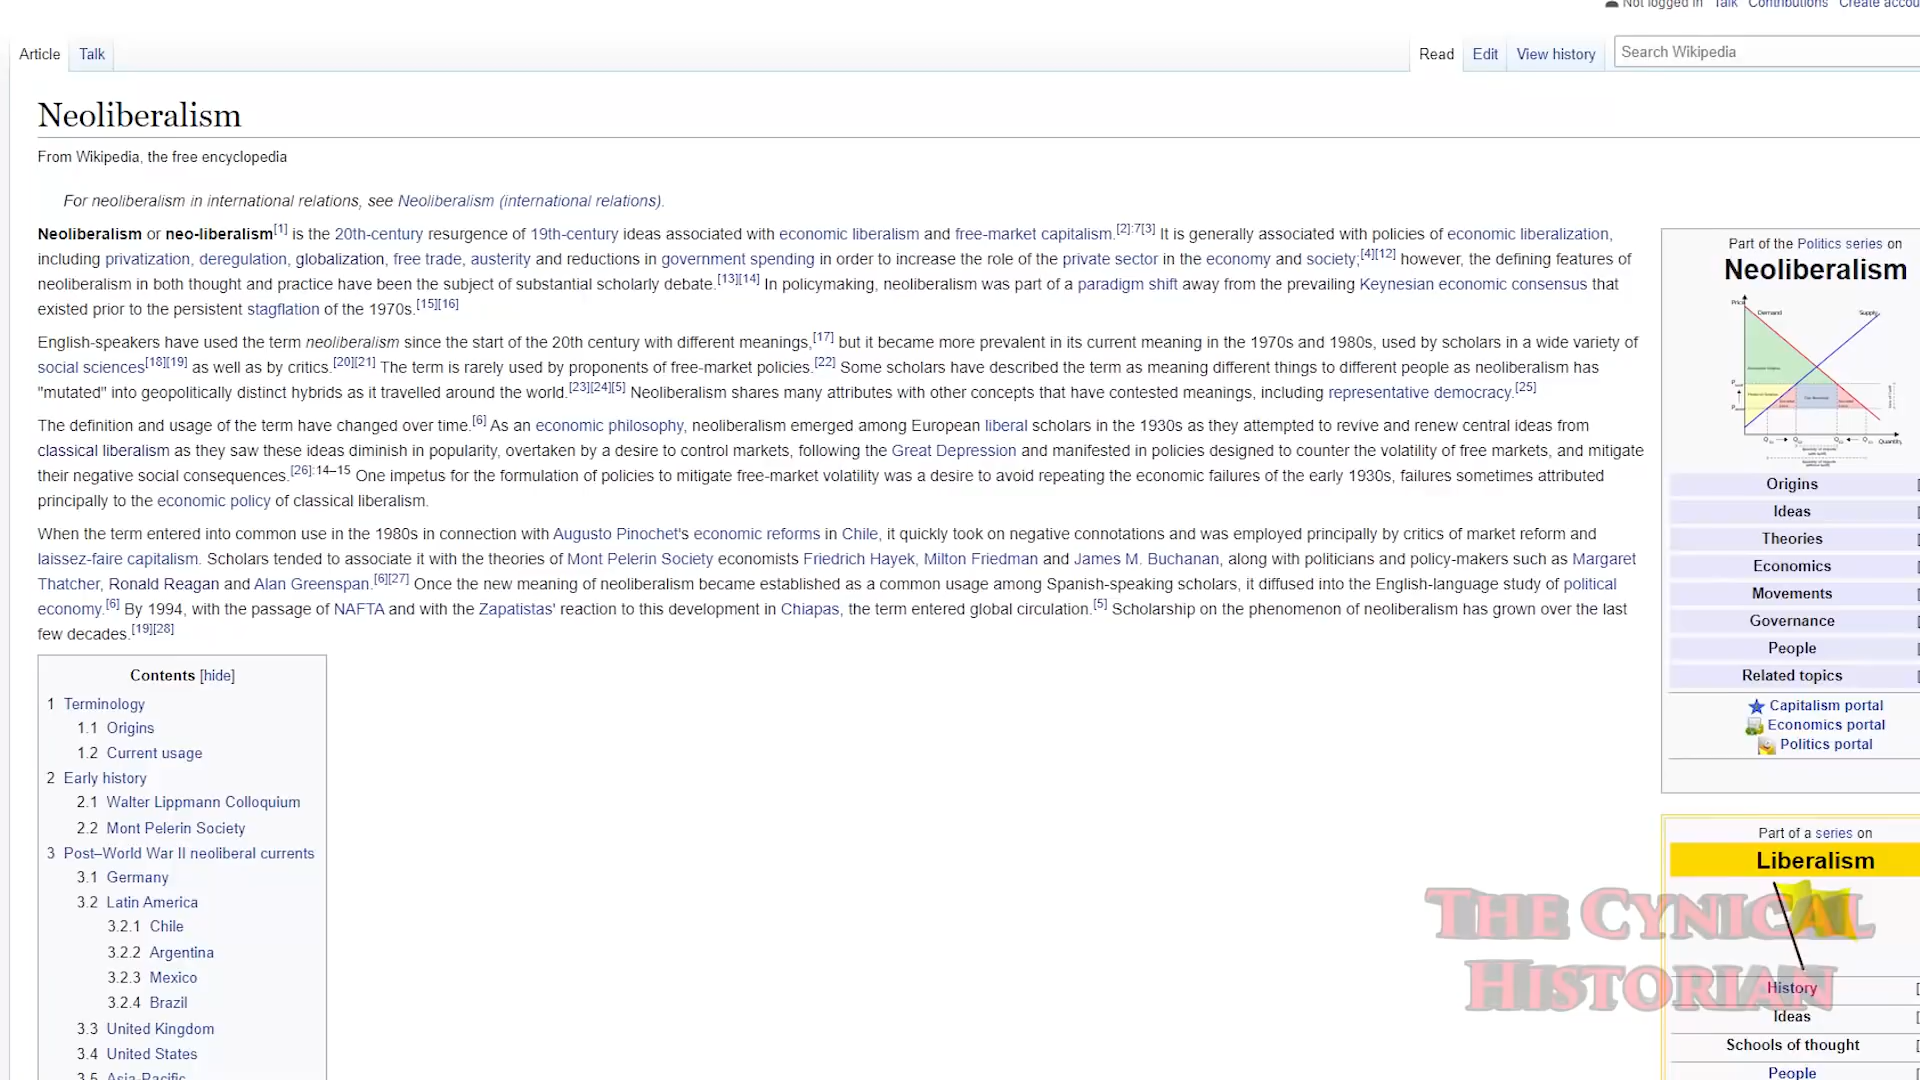 Not logged in Talk Contributions Create accou
Article Talk Read Edit View history Search Wikipedia
Neoliberalism
From Wikipedia, the free encyclopedia
For neoliberalism in international relations, see Neoliberalism (international relations).
Neoliberalism or neo-liberalism[1] is the 20th-century resurgence of 19th-century ideas associated with economic liberalism and free-market capitalism.[2]:7[3] It is generally associated with policies of economic liberalization,
including privatization, deregulation, globalization, free trade, austerity and reductions in government spending in order to increase the role of the private sector in the economy and society;[4][12] however, the defining features of
neoliberalism in both thought and practice have been the subject of substantial scholarly debate.[13][14] In policymaking, neoliberalism was part of a paradigm shift away from the prevailing Keynesian economic consensus that
existed prior to the persistent stagflation of the 1970s.[15][16]
English-speakers have used the term neoliberalism since the start of the 20th century with different meanings,[17] but it became more prevalent in its current meaning in the 1970s and 1980s, used by scholars in a wide variety of
social sciences[18][19] as well as by critics.[20][21] The term is rarely used by proponents of free-market policies.[22] Some scholars have described the term as meaning different things to different people as neoliberalism has
"mutated" into geopolitically distinct hybrids as it travelled around the world.[23][24][5] Neoliberalism shares many attributes with other concepts that have contested meanings, including representative democracy.[25]
The definition and usage of the term have changed over time.[6] As an economic philosophy, neoliberalism emerged among European liberal scholars in the 1930s as they attempted to revive and renew central ideas from
classical liberalism as they saw these ideas diminish in popularity, overtaken by a desire to control markets, following the Great Depression and manifested in policies designed to counter the volatility of free markets, and mitigate
their negative social consequences.[26]:14–15 One impetus for the formulation of policies to mitigate free-market volatility was a desire to avoid repeating the economic failures of the early 1930s, failures sometimes attributed
principally to the economic policy of classical liberalism.
When the term entered into common use in the 1980s in connection with Augusto Pinochet's economic reforms in Chile, it quickly took on negative connotations and was employed principally by critics of market reform and
laissez-faire capitalism. Scholars tended to associate it with the theories of Mont Pelerin Society economists Friedrich Hayek, Milton Friedman and James M. Buchanan, along with politicians and policy-makers such as Margaret
Thatcher, Ronald Reagan and Alan Greenspan.[6][27] Once the new meaning of neoliberalism became established as a common usage among Spanish-speaking scholars, it diffused into the English-language study of political
economy.[6] By 1994, with the passage of NAFTA and with the Zapatistas' reaction to this development in Chiapas, the term entered global circulation.[5] Scholarship on the phenomenon of neoliberalism has grown over the last
few decades.[19][28]
Contents [hide]
1 Terminology
1.1 Origins
1.2 Current usage
2 Early history
2.1 Walter Lippmann Colloquium
2.2 Mont Pelerin Society
3 Post–World War II neoliberal currents
3.1 Germany
3.2 Latin America
3.2.1 Chile
3.2.2 Argentina
3.2.3 Mexico
3.2.4 Brazil
3.3 United Kingdom
3.4 United States
3.5 Asia-Pacific
Part of the Politics series on
Neoliberalism
Price
Demand Supply
Quantity
Origins
Ideas
Theories
Economics
Movements
Governance
People
Related topics
Capitalism portal
Economics portal
Politics portal
Part of a series on
Liberalism
History
Ideas
Schools of thought
People
THE CYNICAL
HISTORIAN